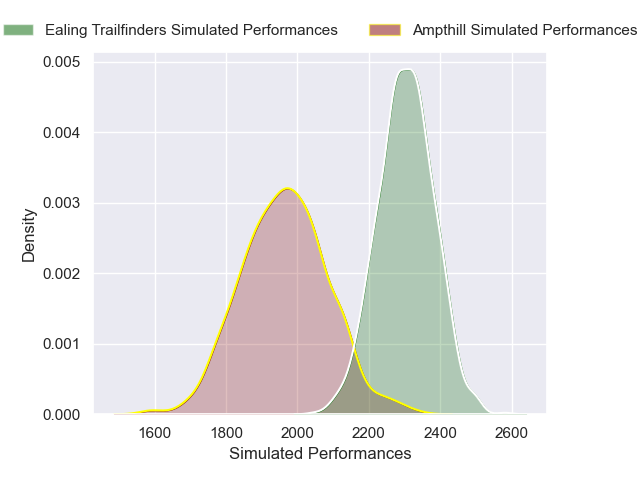 Ealing Trailfinders Simulated Performances Ampthill Simulated Performances
0.005
0.004
0.003
0.002
0.001
0.000
Density
1600 1800 2000 2200 2400 2600
Simulated Performances